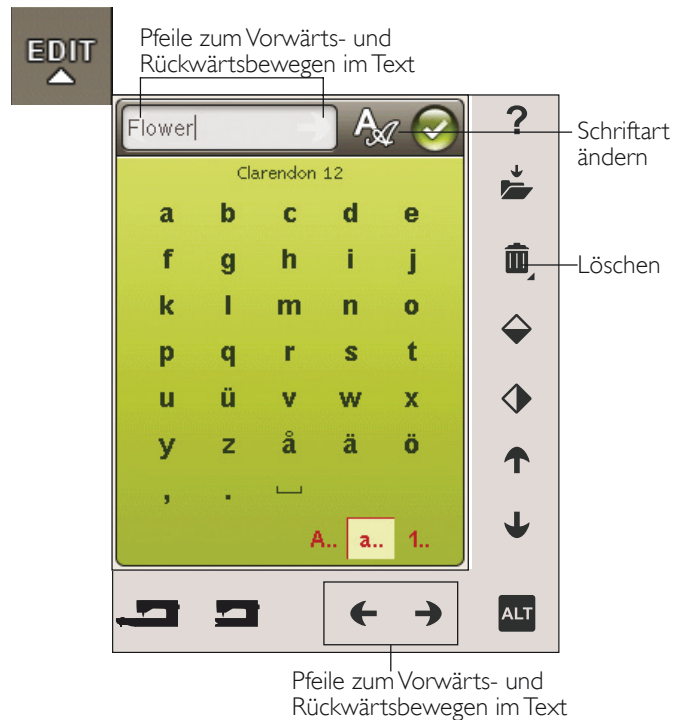 EDIT
Pfeile zum Vorwärts- und
Rückwärtsbewegen im Text
Flower
A
A
?
Schriftart
ändern
Clarendon 12
a b c d e
f g h i j
k l m n o
p q r s t
u ü v w x
y z å ä ö
, .
Löschen
A.. a.. 1..
ALT
Pfeile zum Vorwärts- und
Rückwärtsbewegen im Text